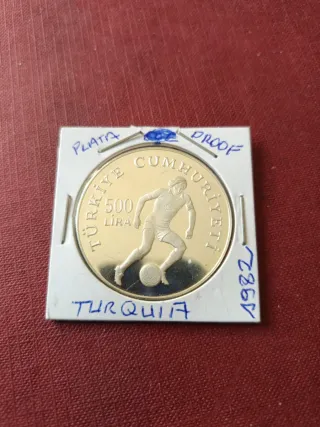 PLATA PROOF
TÜRKİYE CUMHURİYETİ
500
LİRA
TURQUIA
1982